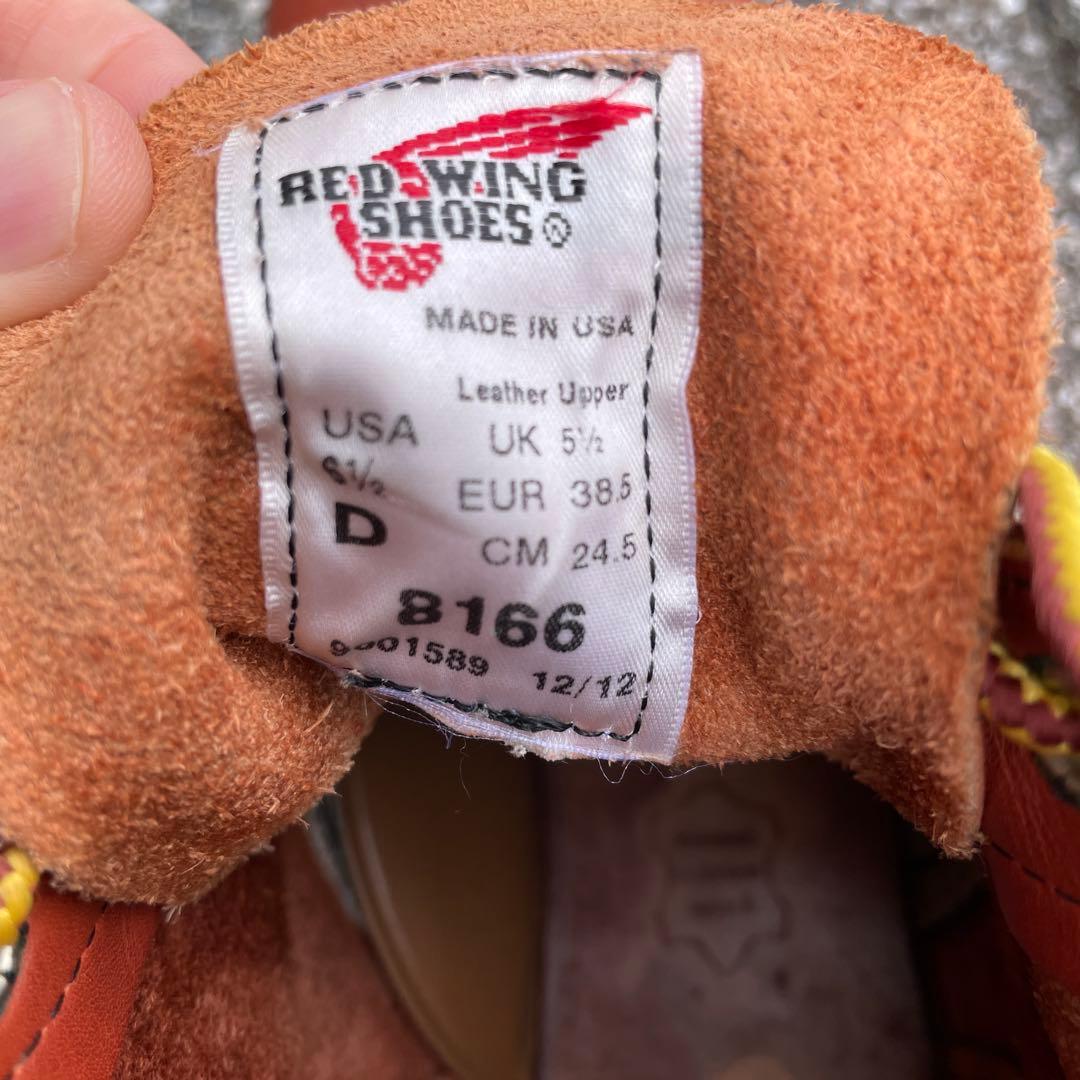 RED WING
SHOES ®
MADE IN USA
Leather Upper
USA UK 5½
6½ EUR 38.5
D CM 24.5
8166
12/12